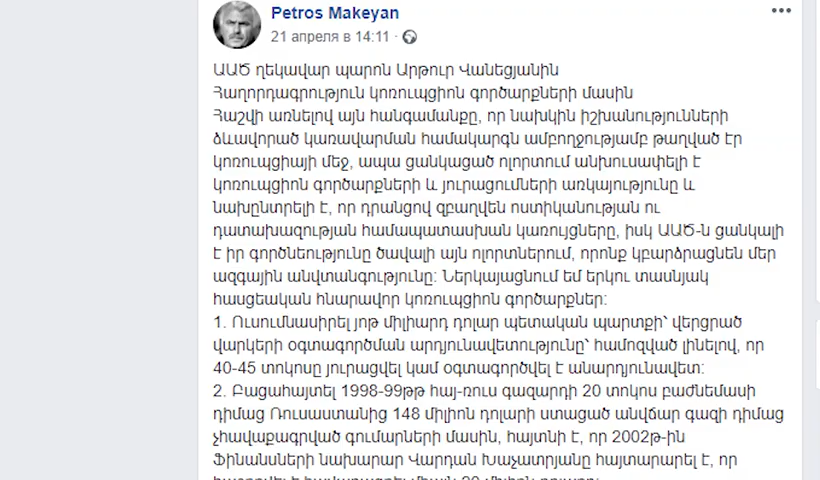 Petros Makeyan
21 апреля в 14:11 ·
ԱԱԾ ղեկավար պարոն Արթուր Վանեցյանին
Հաղորդագրություն կոռուպցիոն գործարքների մասին
Հաշվի առնելով այն հանգամանքը, որ նախկին իշխանությունների
ձևավորած կառավարման համակարգն ամբողջությամբ թաղված էր
կոռուպցիայի մեջ, ապա ցանկացած ոլորտում անխուսափելի է
կոռուպցիոն գործարքների և յուրացումների առկայությունը և
նախընտրելի է, որ դրանցով զբաղվեն ոստիկանության ու
դատախազության համապատասխան կառույցները, իսկ ԱԱԾ-ն ցանկալի
է իր գործնեությունը ծավալի այն ոլորտներում, որոնք կբարձրացնեն մեր
ազգային անվտանգությունը: Ներկայացնում եմ երկու տասնյակ
հասցեական հնարավոր կոռուպցիոն գործարքներ:
1. Ուսումնասիրել յոթ միլիարդ դոլար պետական պարտքի՝ վերցրած
վարկերի օգտագործման արդյունավետությունը՝ համոզված լինելով, որ
40-45 տոկոսը յուրացվել կամ օգտագործվել է անարդյունավետ:
2. Բացահայտել 1998-99թթ հայ-ռուս գազարդի 20 տոկոս բաժնեմասի
դիմաց Ռուսաստանից 148 միլիոն դոլարի ստացած անվճար գազի դիմաց
չհավաքագրված գումարների մասին, հայտնի է, որ 2002թ-ին
Ֆինանսների նախարար Վարդան Խաչատրյանը հայտարարել է, որ